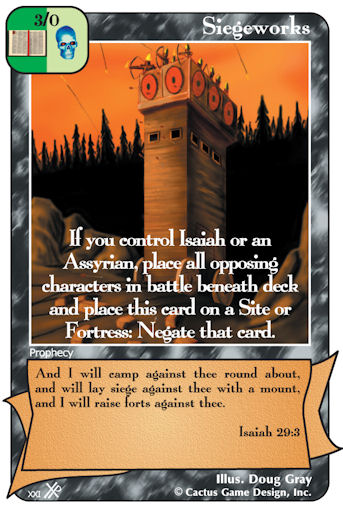 3/0
Siegeworks
If you control Isaiah or an
Assyrian, place all opposing
characters in battle beneath deck
and place this card on a Site or
Fortress: Negate that card.
Prophecy
And I will camp against thee round about,
and will lay siege against thee with a mount,
and I will raise forts against thee.
Isaiah 29:3
Illus. Doug Gray
© Cactus Game Design, Inc.